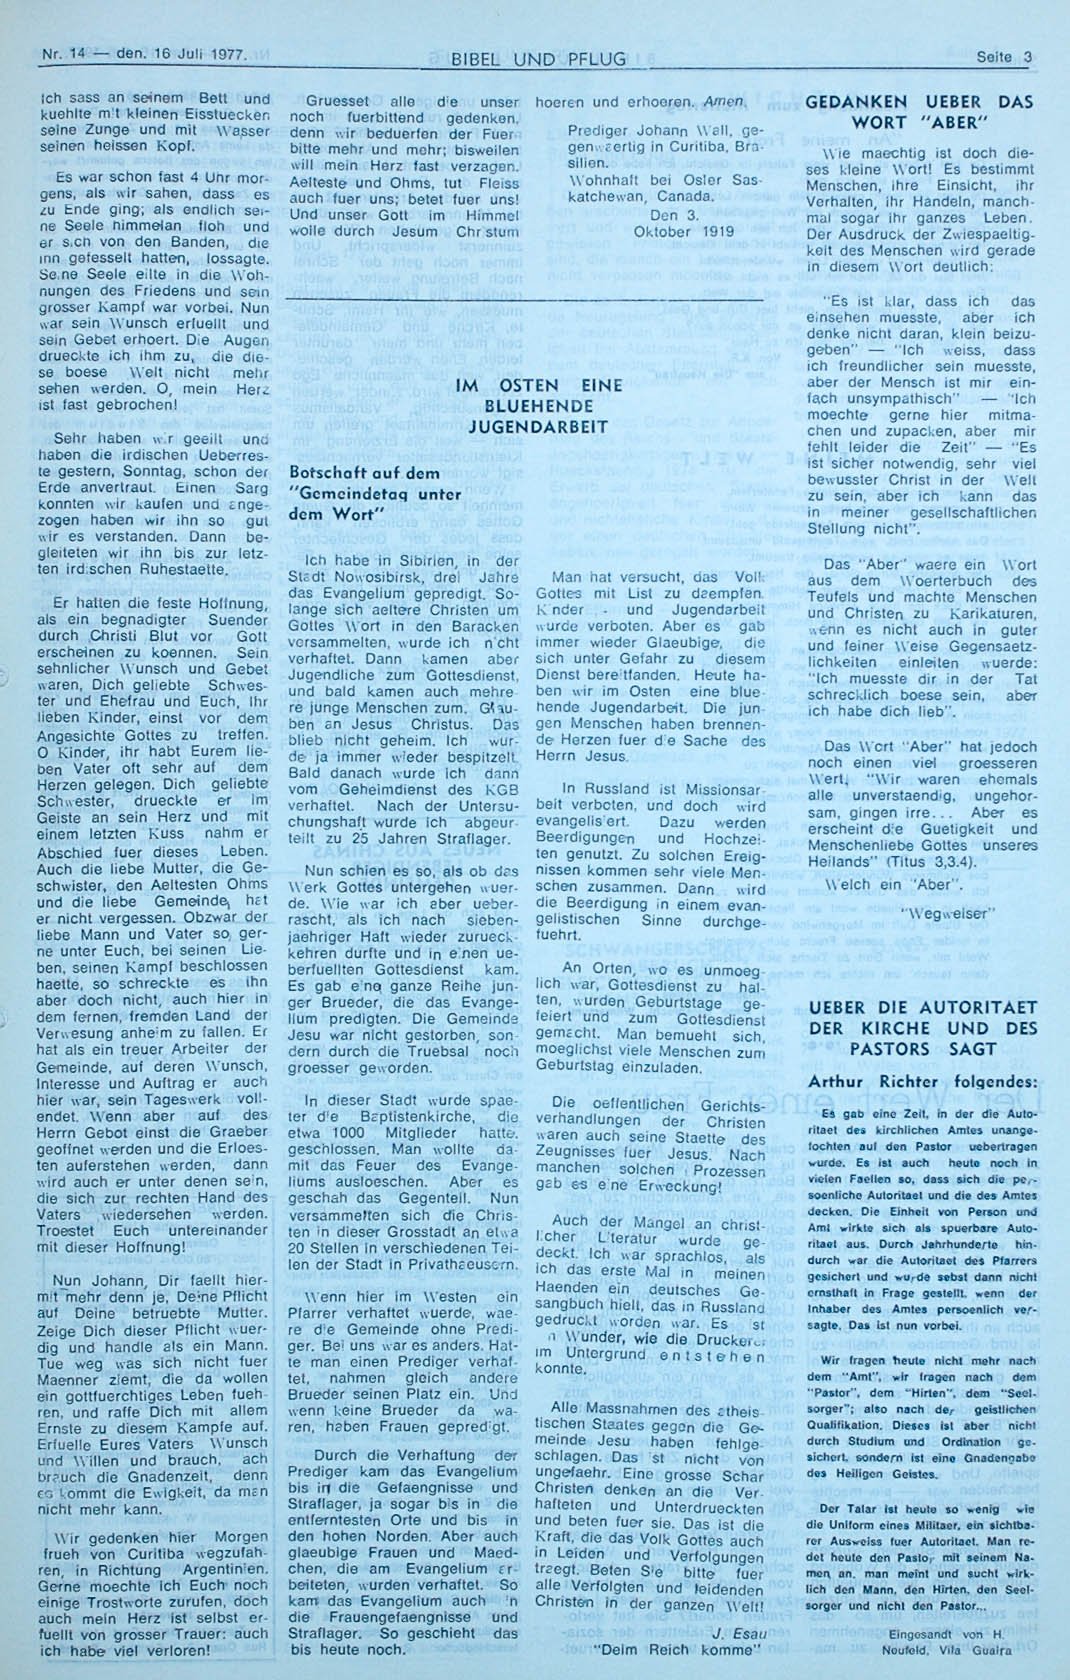 Nr. 14 — den. 16 Juli 1977.
BIBEL UND PFLUG
Seite 3
Ich sass an seinem Bett und
kuehlte m't kleinen Eisstuecken
seine Zunge und mit Wasser
seinen heissen Kopf.
Es war schon fast 4 Uhr mor-
gens, als wir sahen, dass es
zu Ende ging; als endlich sei-
ne Seele himmelan floh und
er sich von den Banden, die
ihn gefesselt hatten, lossagte.
Seine Seele eilte in die Woh-
nungen des Friedens und sein
grosser Kampf war vorbei. Nun
war sein Wunsch erfuellt und
sein Gebet erhoert. Die Augen
drueckte ich ihm zu, die die-
se boese Welt nicht mehr
sehen werden. O, mein Herz
ist fast gebrochen!
Sehr haben wir geeilt und
haben die irdischen Ueberres-
te gestern, Sonntag, schon der
Erde anvertraut. Einen Sarg
konnten wir kaufen und ange-
zogen haben wir ihn so gut
wir es verstanden. Dann be-
gleiteten wir ihn bis zur letz-
ten irdischen Ruhestaette.
Er hatten die feste Hoffnung,
als ein begnadigter Suender
durch Christi Blut vor Gott
erscheinen zu koennen. Sein
sehnlicher Wunsch und Gebet
waren, Dich geliebte Schwes-
ter und Ehefrau und Euch, Ihr
lieben Kinder, einst vor dem
Angesichte Gottes zu treffen.
O Kinder, ihr habt Eurem lie-
ben Vater oft sehr auf dem
Herzen gelegen. Dich geliebte
Schwester, drueckte er im
Geiste an sein Herz und mit
einem letzten Kuss nahm er
Abschied fuer dieses Leben.
Auch die liebe Mutter, die Ge-
schwister, den Aeltesten Ohms
und die liebe Gemeinde, hat
er nicht vergessen. Obzwar der
liebe Mann und Vater so ger-
ne unter Euch, bei seinen Lie-
ben, seinen Kampf beschlossen
haette, so schreckte es ihn
aber doch nicht, auch hier in
dem fernen, fremden Land der
Verwesung anheim zu fallen. Er
hat als ein treuer Arbeiter der
Gemeinde, auf deren Wunsch,
Interesse und Auftrag er auch
hier war, sein Tageswerk voll-
endet. Wenn aber auf des
Herrn Gebot einst die Graeber
geoffnet werden und die Erloes-
ten auferstehen werden, dann
wird auch er unter denen sein,
die sich zur rechten Hand des
Vaters wiedersehen werden.
Troestet Euch untereinander
mit dieser Hoffnung!
Nun Johann, Dir faellt hier-
mit mehr denn je, Deine Pflicht
auf Deine betruebte Mutter.
Zeige Dich dieser Pflicht wuer-
dig und handle als ein Mann.
Tue weg was sich nicht fuer
Maenner ziemt, die da wollen
ein gottfuerchtiges Leben fueh-
ren, und raffe Dich mit allem
Ernste zu diesem Kampfe auf.
Erfuelle Eures Vaters Wunsch
und Willen und brauch, ach
brauch die Gnadenzeit, denn
es kommt die Ewigkeit, da man
nicht mehr kann.
Wir gedenken hier Morgen
frueh von Curitiba wegzufah-
ren, in Richtung Argentinien.
Gerne moechte ich Euch noch
einige Trostworte zurufen, doch
auch mein Herz ist selbst er-
fuellt von grosser Trauer; auch
ich habe viel verloren!
Gruesset alle die unser
noch fuerbittend gedenken,
denn wir beduerfen der Fuer-
bitte mehr und mehr; bisweilen
will mein Herz fast verzagen.
Aelteste und Ohms, tut Fleiss
auch fuer uns; betet fuer uns!
Und unser Gott im Himmel
wolle durch Jesum Christum
hoeren und erhoeren. Amen.
Prediger Johann Wall, ge-
genwaertig in Curitiba, Bra-
silien.
Wohnhaft bei Osler Sas-
katchewan, Canada.
Den 3.
Oktober 1919
IM OSTEN EINE
BLUEHENDE
JUGENDARBEIT
Botschaft auf dem
"Gemeindetag unter
dem Wort"
Ich habe in Sibirien, in der
Stadt Nowosibirsk, drei Jahre
das Evangelium gepredigt. So-
lange sich aeltere Christen um
Gottes Wort in den Baracken
versammelten, wurde ich n'cht
verhaftet. Dann kamen aber
Jugendliche zum Gottesdienst,
und bald kamen auch mehre-
re junge Menschen zum Glau-
ben an Jesus Christus. Das
blieb nicht geheim. Ich wur-
de ja immer wieder bespitzelt.
Bald danach wurde ich dann
vom Geheimdienst des KGB
verhaftet. Nach der Untersu-
chungshaft wurde ich abgeur-
teilt zu 25 Jahren Straflager.
Nun schien es so, als ob das
Werk Gottes untergehen wuer-
de. Wie war ich aber ueber-
rascht, als ich nach sieben-
jaehriger Haft wieder zurueck-
kehren durfte und in einen ue-
berfuellten Gottesdienst kam.
Es gab eine ganze Reihe jun-
ger Brueder, die das Evange-
lium predigten. Die Gemeinde
Jesu war nicht gestorben, son-
dern durch die Truebsal noch
groesser geworden.
In dieser Stadt wurde spae-
ter die Baptistenkirche, die
etwa 1000 Mitglieder hatte.
geschlossen. Man wollte da-
mit das Feuer des Evange-
liums ausloeschen. Aber es
geschah das Gegenteil. Nun
versammelten sich die Chris-
ten in dieser Grosstadt an etwa
20 Stellen in verschiedenen Tei-
len der Stadt in Privathaeusern.
Wenn hier im Westen ein
Pfarrer verhaftet wuerde, wae-
re die Gemeinde ohne Predi-
ger. Bei uns war es anders. Hat-
te man einen Prediger verhaf-
tet, nahmen gleich andere
Brueder seinen Platz ein. Und
wenn keine Brueder da wa-
ren, haben Frauen gepredigt.
Durch die Verhaftung der
Prediger kam das Evangelium
bis in die Gefaengnisse und
Straflager, ja sogar bis in die
entferntesten Orte und bis in
den hohen Norden. Aber auch
glaeubige Frauen und Maed-
chen, die am Evangelium ar-
beiteten, wurden verhaftet. So
kam das Evangelium auch 'n
die Frauengefaengnisse und
Straflager. So geschieht das
bis heute noch.
Man hat versucht, das Volk
Gottes mit List zu daempfen.
Kinder - und Jugendarbeit
wurde verboten. Aber es gab
immer wieder Glaeubige, die
sich unter Gefahr zu diesem
Dienst bereitfanden. Heute ha-
ben wir im Osten eine blue-
hende Jugendarbeit. Die jun-
gen Menschen haben brennen-
de Herzen fuer die Sache des
Herrn Jesus.
In Russland ist Missionsar-
beit verboten, und doch wird
evangelisiert. Dazu werden
Beerdigungen und Hochzei-
ten genutzt. Zu solchen Ereig-
nissen kommen sehr viele Men-
schen zusammen. Dann wird
die Beerdigung in einem evan-
gelistischen Sinne durchge-
fuehrt.
An Orten, wo es unmoeg-
lich war, Gottesdienst zu hal-
ten, wurden Geburtstage ge-
feiert und zum Gottesdienst
gemacht. Man bemueht sich,
moeglichst viele Menschen zum
Geburtstag einzuladen.
Die oeffentlichen Gerichts-
verhandlungen der Christen
waren auch seine Staette des
Zeugnisses fuer Jesus. Nach
manchen solchen Prozessen
gab es eine Erweckung!
Auch der Mangel an christ-
licher Literatur wurde ge-
deckt. Ich war sprachlos, als
ich das erste Mal in meinen
Haenden ein deutsches Ge-
sangbuch hielt, das in Russland
gedruckt worden war. Es st
n Wunder, wie die Druckerei
im Untergrund entstehen
konnte.
Alle Massnahmen des atheis-
tischen Staates gegen die Ge-
meinde Jesu haben fehlge-
schlagen. Das 'st nicht von
ungefaehr. Eine grosse Schar
Christen denken an die Ver-
hafteten und Unterdrueckten
und beten fuer sie. Das ist die
Kraft, die das Volk Gottes auch
in Leiden und Verfolgungen
traegt. Beten Sie bitte fuer
alle Verfolgten und leidenden
Christen in der ganzen Welt!
J. Esau
"Deim Reich komme"
GEDANKEN UEBER DAS
WORT "ABER"
Wie maechtig ist doch die-
ses kleine Wort! Es bestimmt
Menschen, ihre Einsicht, ihr
Verhalten, ihr Handeln, manch-
mal sogar ihr ganzes Leben.
Der Ausdruck der Zwiespaeltig-
keit des Menschen wird gerade
in diesem Wort deutlich:
"Es ist klar, dass ich das
einsehen muesste, aber ich
denke nicht daran, klein beizu-
geben" — "Ich weiss, dass
ich freundlicher sein muesste,
aber der Mensch ist mir ein-
fach unsympathisch" — "Ich
moechte gerne hier mitma-
chen und zupacken, aber mir
fehlt leider die Zeit" — "Es
ist sicher notwendig, sehr viel
bewusster Christ in der Welt
zu sein, aber ich kann das
in meiner gesellschaftlichen
Stellung nicht".
Das "Aber" waere ein Wort
aus dem Woerterbuch des
Teufels und machte Menschen
und Christen zu Karikaturen,
wenn es nicht auch in guter
und feiner Weise Gegensaetz-
lichkeiten einleiten wuerde:
"Ich muesste dir in der Tat
schrecklich boese sein, aber
ich habe dich lieb".
Das Wort "Aber" hat jedoch
noch einen viel groesseren
Wert, "Wir waren ehemals
alle unverstaendig, ungehor-
sam, gingen irre... Aber es
erscheint die Guetigkeit und
Menschenliebe Gottes unseres
Heilands" (Titus 3,3.4).
Welch ein "Aber".
"Wegweiser"
UEBER DIE AUTORITAET
DER KIRCHE UND DES
PASTORS SAGT
Arthur Richter folgendes:
Es gab eine Zeit, in der die Auto-
ritaet des kirchlichen Amtes unange-
fochten auf den Pastor uebertragen
wurde. Es ist auch heute noch in
vielen Faellen so, dass sich die per-
soenliche Autoritael und die des Amtes
decken. Die Einheit von Person und
Amt wirkte sich als spuerbare Auto-
ritaet aus. Durch Jahrhunderte hin-
durch war die Autoritaet des Pfarrers
gesichert und wurde sebst dann nicht
ernsthaft in Frage gestellt, wenn der
Inhaber des Amtes persoenlich ver-
sagte. Das ist nun vorbei.
Wir fragen heute nicht mehr nach
dem "Amt", wir fragen nach dem
"Pastor", dem "Hirten", dem "Seel-
sorger"; also nach der geistlichen
Qualifikation. Dieses ist aber nicht
durch Studium und Ordination ge-
sichert, sondern ist eine Gnadengabe
des Heiligen Geistes.
Der Talar ist heute so wenig wie
die Uniform eines Militaer, ein sichtba-
rer Ausweiss fuer Autoritaet. Man re-
det heute den Pastor mit seinem Na-
men an, man meint und sucht wirk-
lich den Mann, den Hirten, den Seel-
sorger und nicht den Pastor...
Eingesandt von H.
Neufeld, Vila Guaira